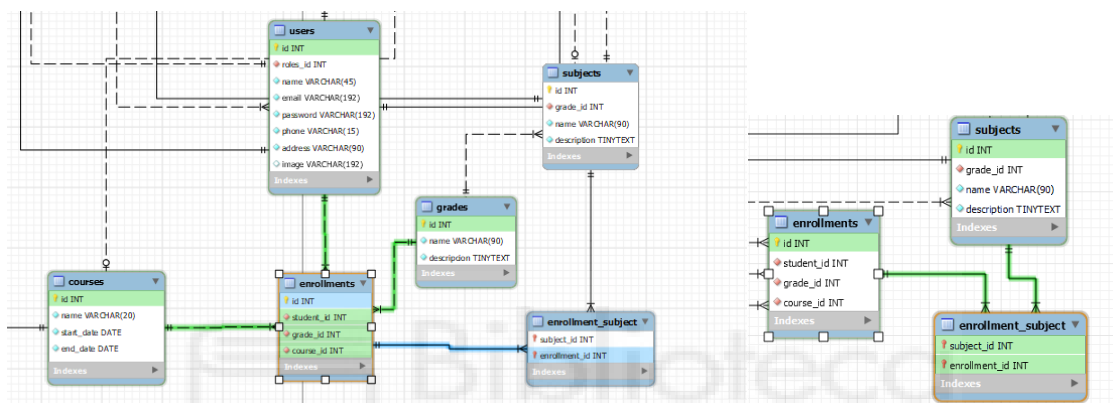 users
id INT
roles_id INT
name VARCHAR(45)
email VARCHAR(192)
password VARCHAR(192)
phone VARCHAR(15)
address VARCHAR(90)
image VARCHAR(192)
Indexes
subjects
id INT
grade_id INT
name VARCHAR(90)
description TINYTEXT
Indexes
grades
id INT
name VARCHAR(90)
description TINYTEXT
Indexes
courses
id INT
name VARCHAR(20)
start_date DATE
end_date DATE
Indexes
enrollments
id INT
student_id INT
grade_id INT
course_id INT
Indexes
enrollment_subject
subject_id INT
enrollment_id INT
Indexes
subjects
id INT
grade_id INT
name VARCHAR(90)
description TINYTEXT
Indexes
enrollments
id INT
student_id INT
grade_id INT
course_id INT
Indexes
enrollment_subject
subject_id INT
enrollment_id INT
Indexes
Biblioteca